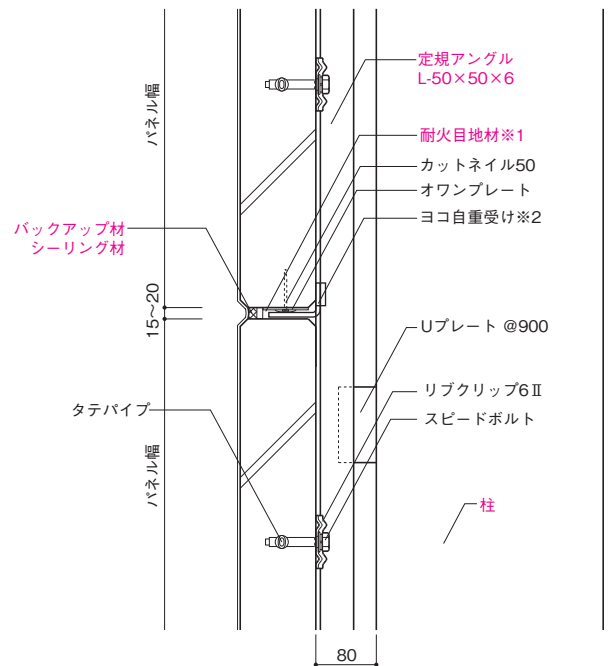 定規アングル
L-50×50×6
パネル幅
耐火目地材※1
カットネイル50
オワンプレート
ヨコ自重受け※2
バックアップ材
シーリング材
15〜20
Uプレート @900
リブクリップ6Ⅱ
タテパイプ
スピードボルト
パネル幅
柱
80